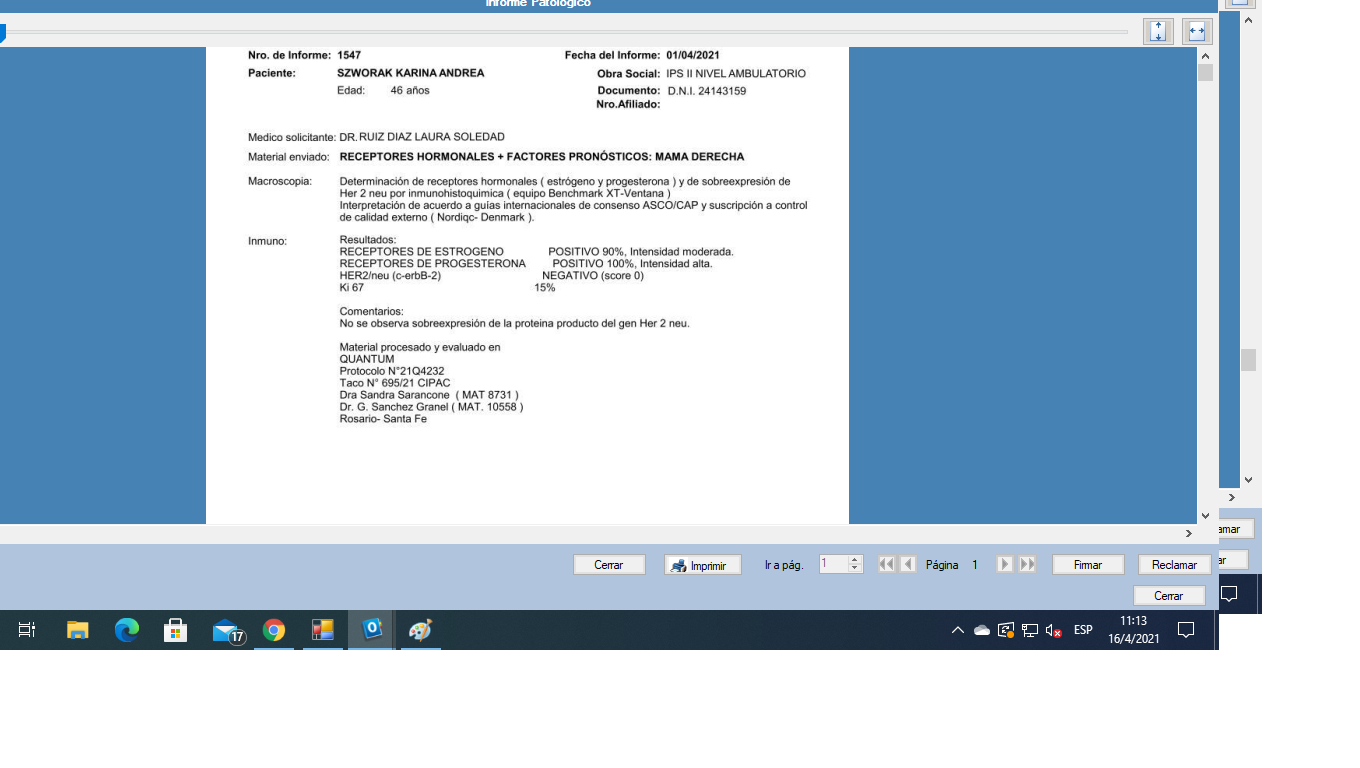 Informe Patológico
Nro. de Informe: 1547 Fecha del Informe: 01/04/2021
Paciente: SZWORAK KARINA ANDREA Obra Social: IPS II NIVEL AMBULATORIO
Edad: 46 años Documento: D.N.I. 24143159
Nro.Afiliado:
Medico solicitante: DR. RUIZ DIAZ LAURA SOLEDAD
Material enviado: RECEPTORES HORMONALES + FACTORES PRONÓSTICOS: MAMA DERECHA
Macroscopia: Determinación de receptores hormonales ( estrógeno y progesterona ) y de sobreexpresión de
Her 2 neu por inmunohistoquimica ( equipo Benchmark XT-Ventana )
Interpretación de acuerdo a guías internacionales de consenso ASCO/CAP y suscripción a control
de calidad externo ( Nordiqc- Denmark ).
Inmuno: Resultados:
RECEPTORES DE ESTROGENO POSITIVO 90%, Intensidad moderada.
RECEPTORES DE PROGESTERONA POSITIVO 100%, Intensidad alta.
HER2/neu (c-erbB-2) NEGATIVO (score 0)
Ki 67 15%
Comentarios:
No se observa sobreexpresión de la proteina producto del gen Her 2 neu.
Material procesado y evaluado en
QUANTUM
Protocolo N°21Q4232
Taco N° 695/21 CIPAC
Dra Sandra Sarancone ( MAT 8731 )
Dr. G. Sanchez Granel ( MAT. 10558 )
Rosario- Santa Fe
amar
ar
Cerrar Imprimir Ir a pág. 1 Página 1 Firmar Reclamar
Cerrar
17 ESP 11:13
16/4/2021